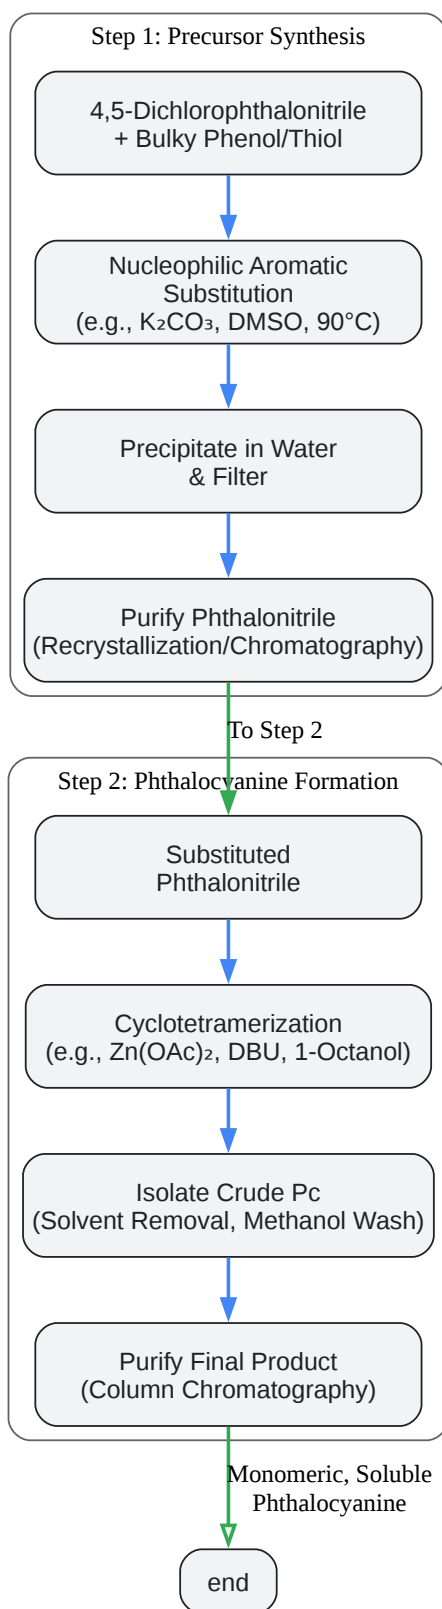 Step 1: Precursor Synthesis
4,5-Dichlorophthalonitrile
+ Bulky Phenol/Thiol
Nucleophilic Aromatic
Substitution
(e.g., K₂CO₃, DMSO, 90°C)
Precipitate in Water
& Filter
Purify Phthalonitrile
(Recrystallization/Chromatography)
To Step 2
Step 2: Phthalocyanine Formation
Substituted
Phthalonitrile
Cyclotetramerization
(e.g., Zn(OAc)₂, DBU, 1-Octanol)
Isolate Crude Pc
(Solvent Removal, Methanol Wash)
Purify Final Product
(Column Chromatography)
Monomeric, Soluble
Phthalocyanine
end